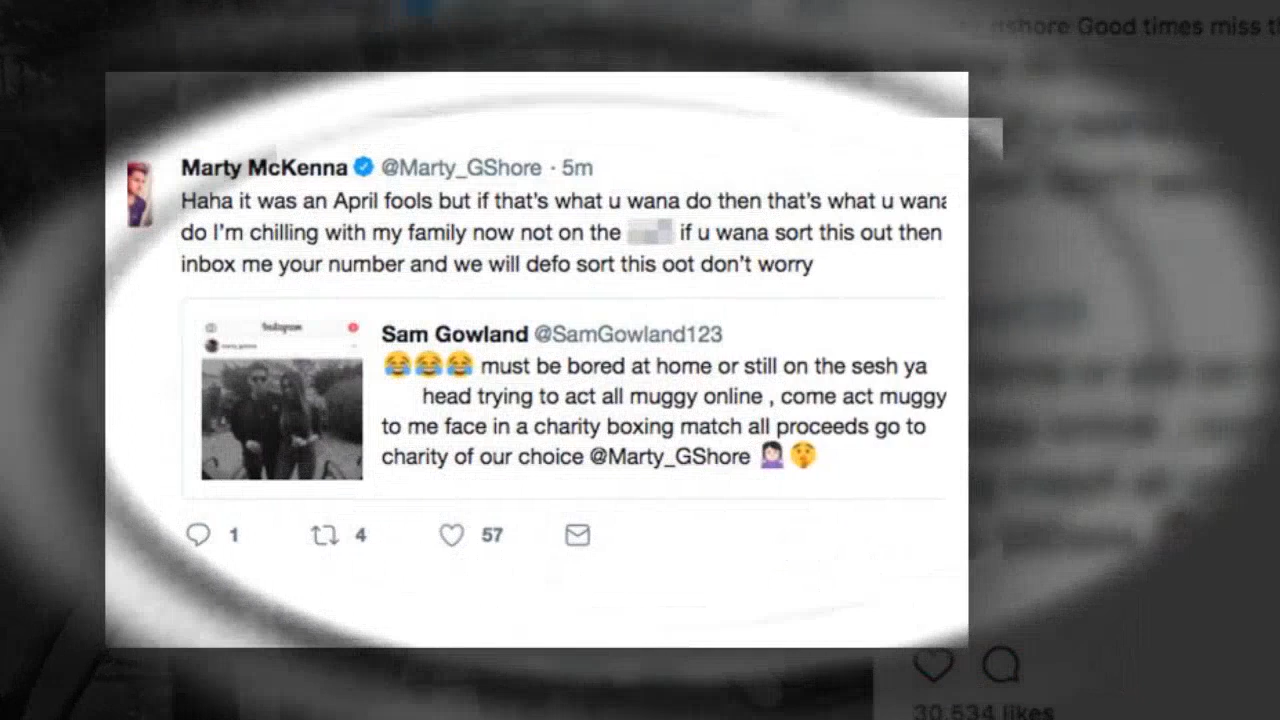 shore Good times miss
Marty McKenna @Marty_GShore · 5m
Haha it was an April fools but if that's what u wana do then that's what u wana
do I'm chilling with my family now not on the if u wana sort this out then
inbox me your number and we will defo sort this oot don't worry
Instagram
Sam Gowland @SamGowland123
😂😂😂 must be bored at home or still on the sesh ya
head trying to act all muggy online , come act muggy
to me face in a charity boxing match all proceeds go to
charity of our choice @Marty_GShore 🤷🏻‍♀️🤫
1 4 57
30,534 likes